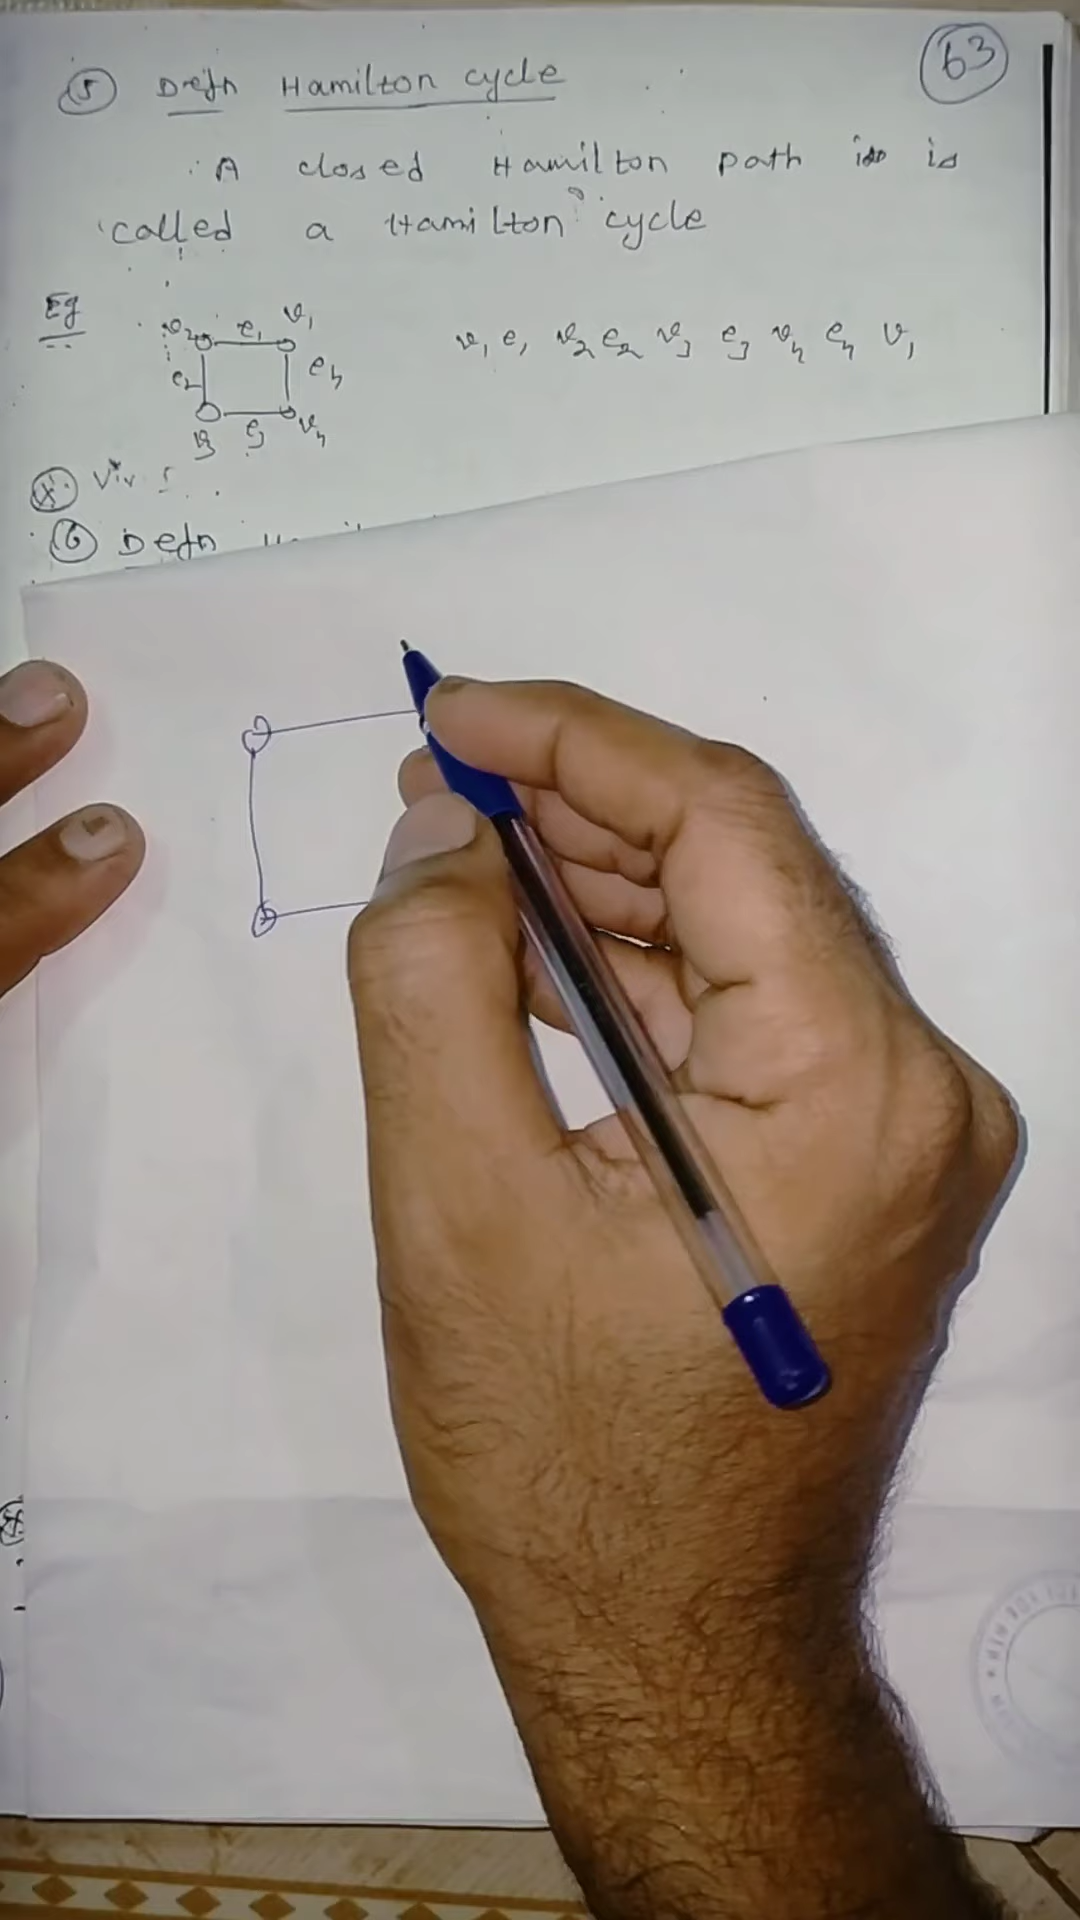 63
5 Defn Hamilton cycle
A closed Hamilton path is is
called a Hamilton cycle
Eg
v2 e1 v1
e2 e4
v3 e3 v4
v1 e1 v2 e2 v3 e3 v4 e4 v1
6 Defn